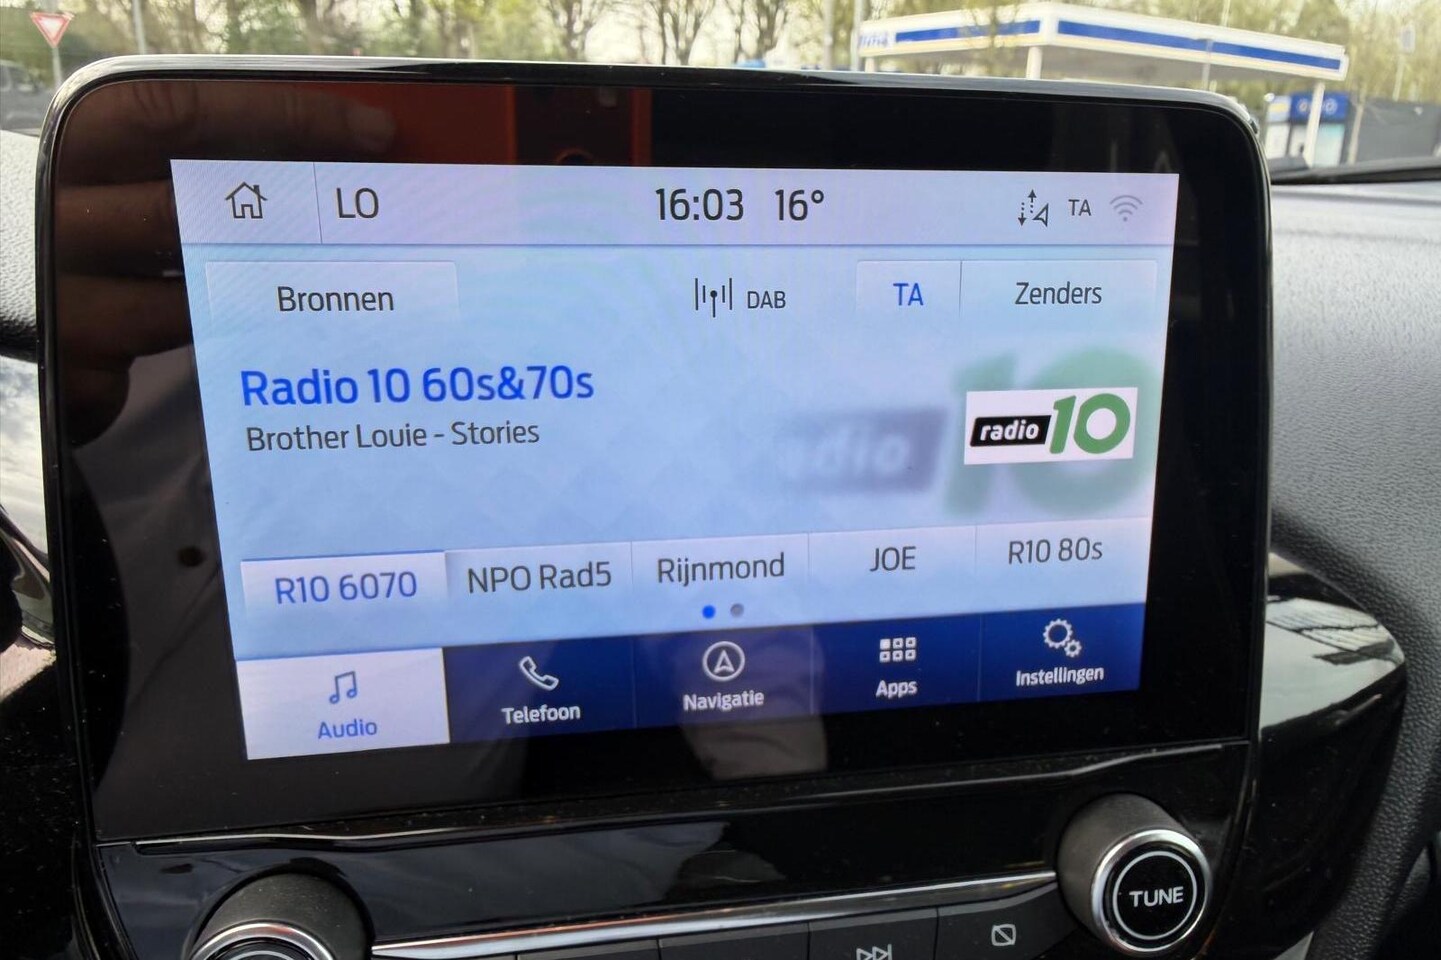 LO 16:03 16° TA
Bronnen DAB TA Zenders
Radio 10 60s&70s
Brother Louie - Stories
radio 10
R10 6070 NPO Rad5 Rijnmond JOE R10 80s
Audio Telefoon Navigatie Apps Instellingen
TUNE